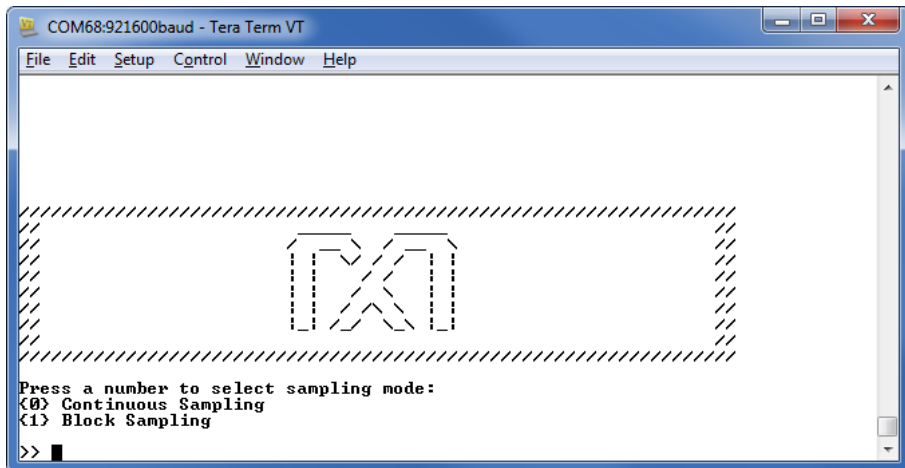 COM68:921600baud - Tera Term VT
File Edit Setup Control Window Help
Press a number to select sampling mode:
{0} Continuous Sampling
{1} Block Sampling
>>